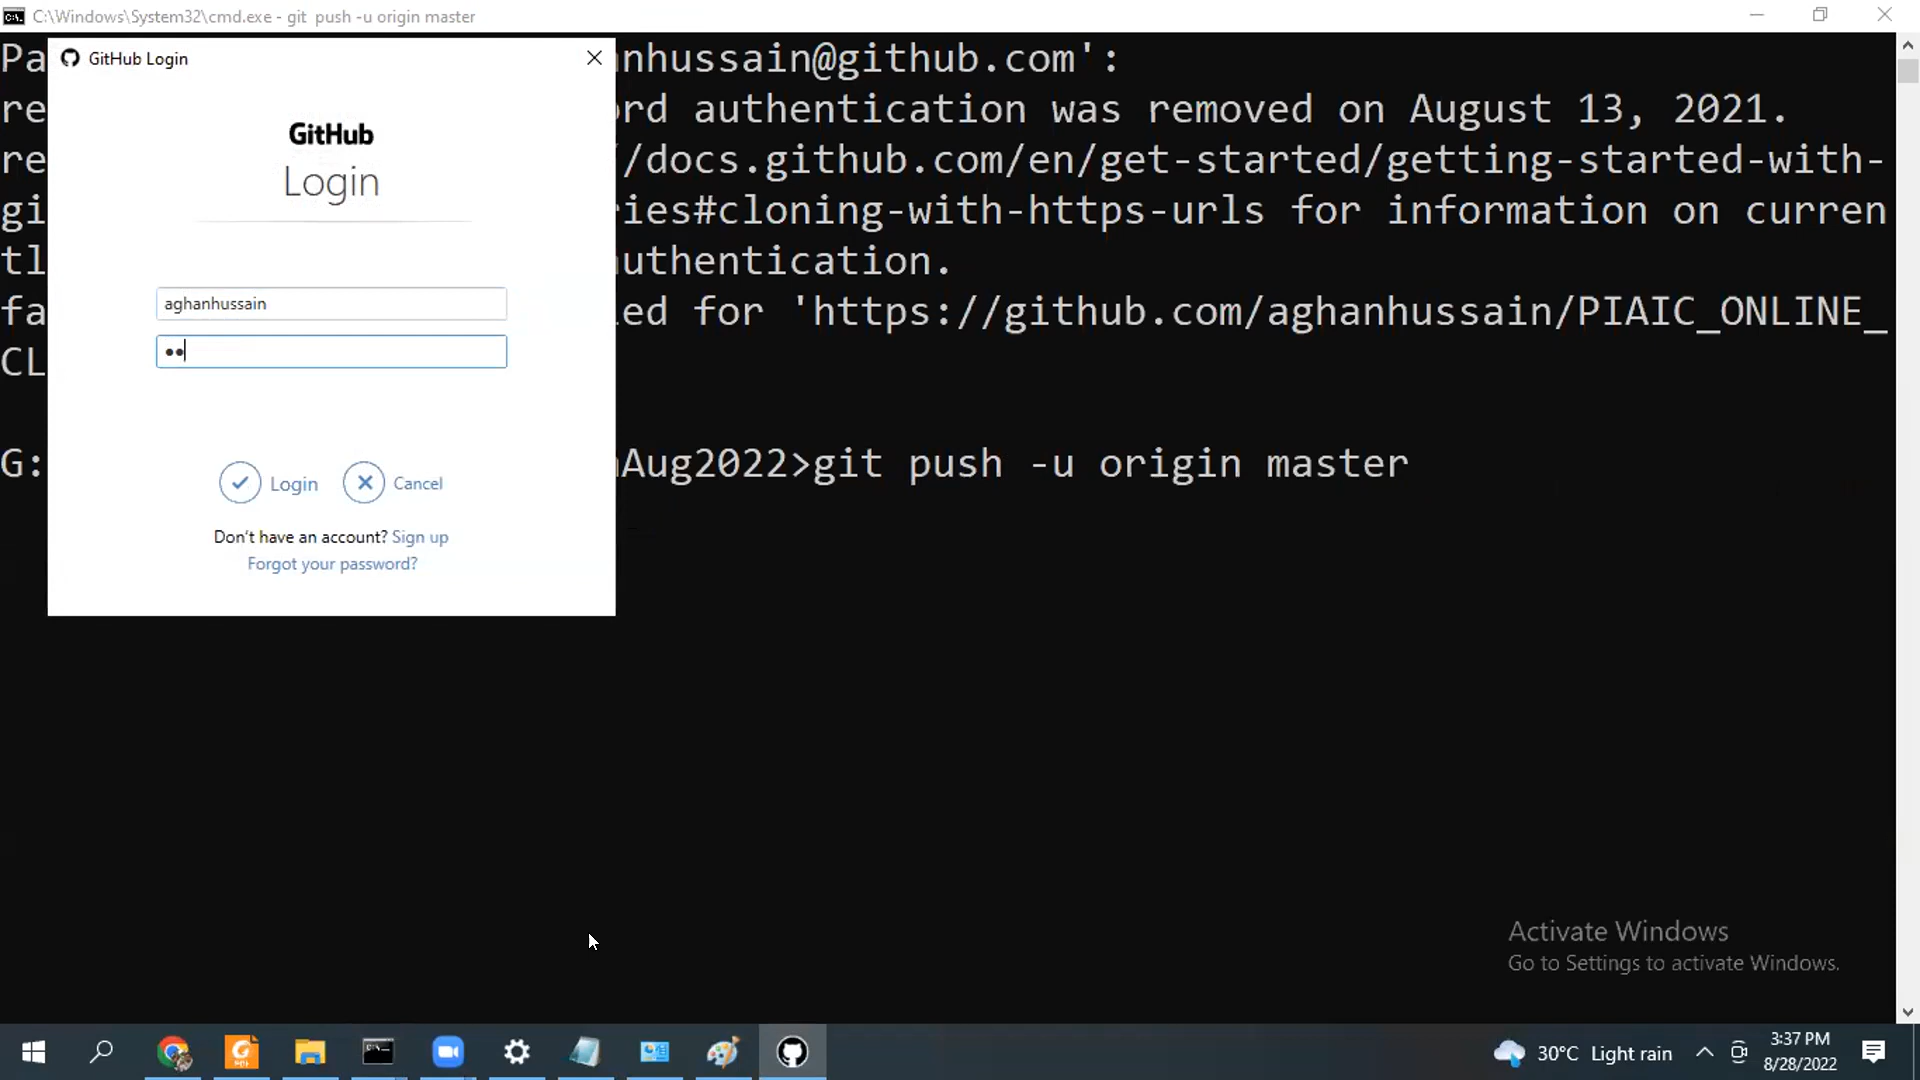 C:\Windows\System32\cmd.exe - git  push -u origin master
GitHub Login
GitHub
Login
aghanhussain
Login
Cancel
Don't have an account? Sign up
Forgot your password?
Pa nhussain@github.com':
re rd authentication was removed on August 13, 2021.
re //docs.github.com/en/get-started/getting-started-with-
gi ries#cloning-with-https-urls for information on curren
tl uthentication.
fa ed for 'https://github.com/aghanhussain/PIAIC_ONLINE_
CL
G: Aug2022>git push -u origin master
Activate Windows
Go to Settings to activate Windows.
30°C Light rain
3:37 PM
8/28/2022